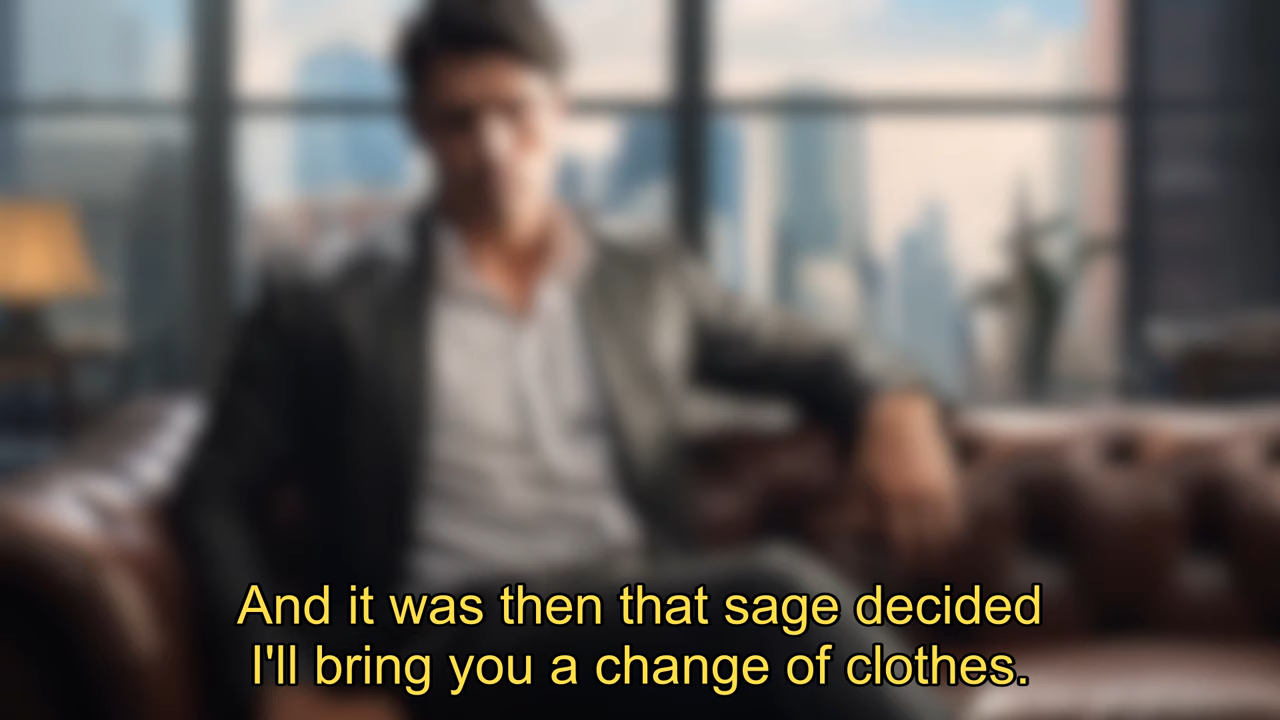 And it was then that sage decided
I'll bring you a change of clothes.